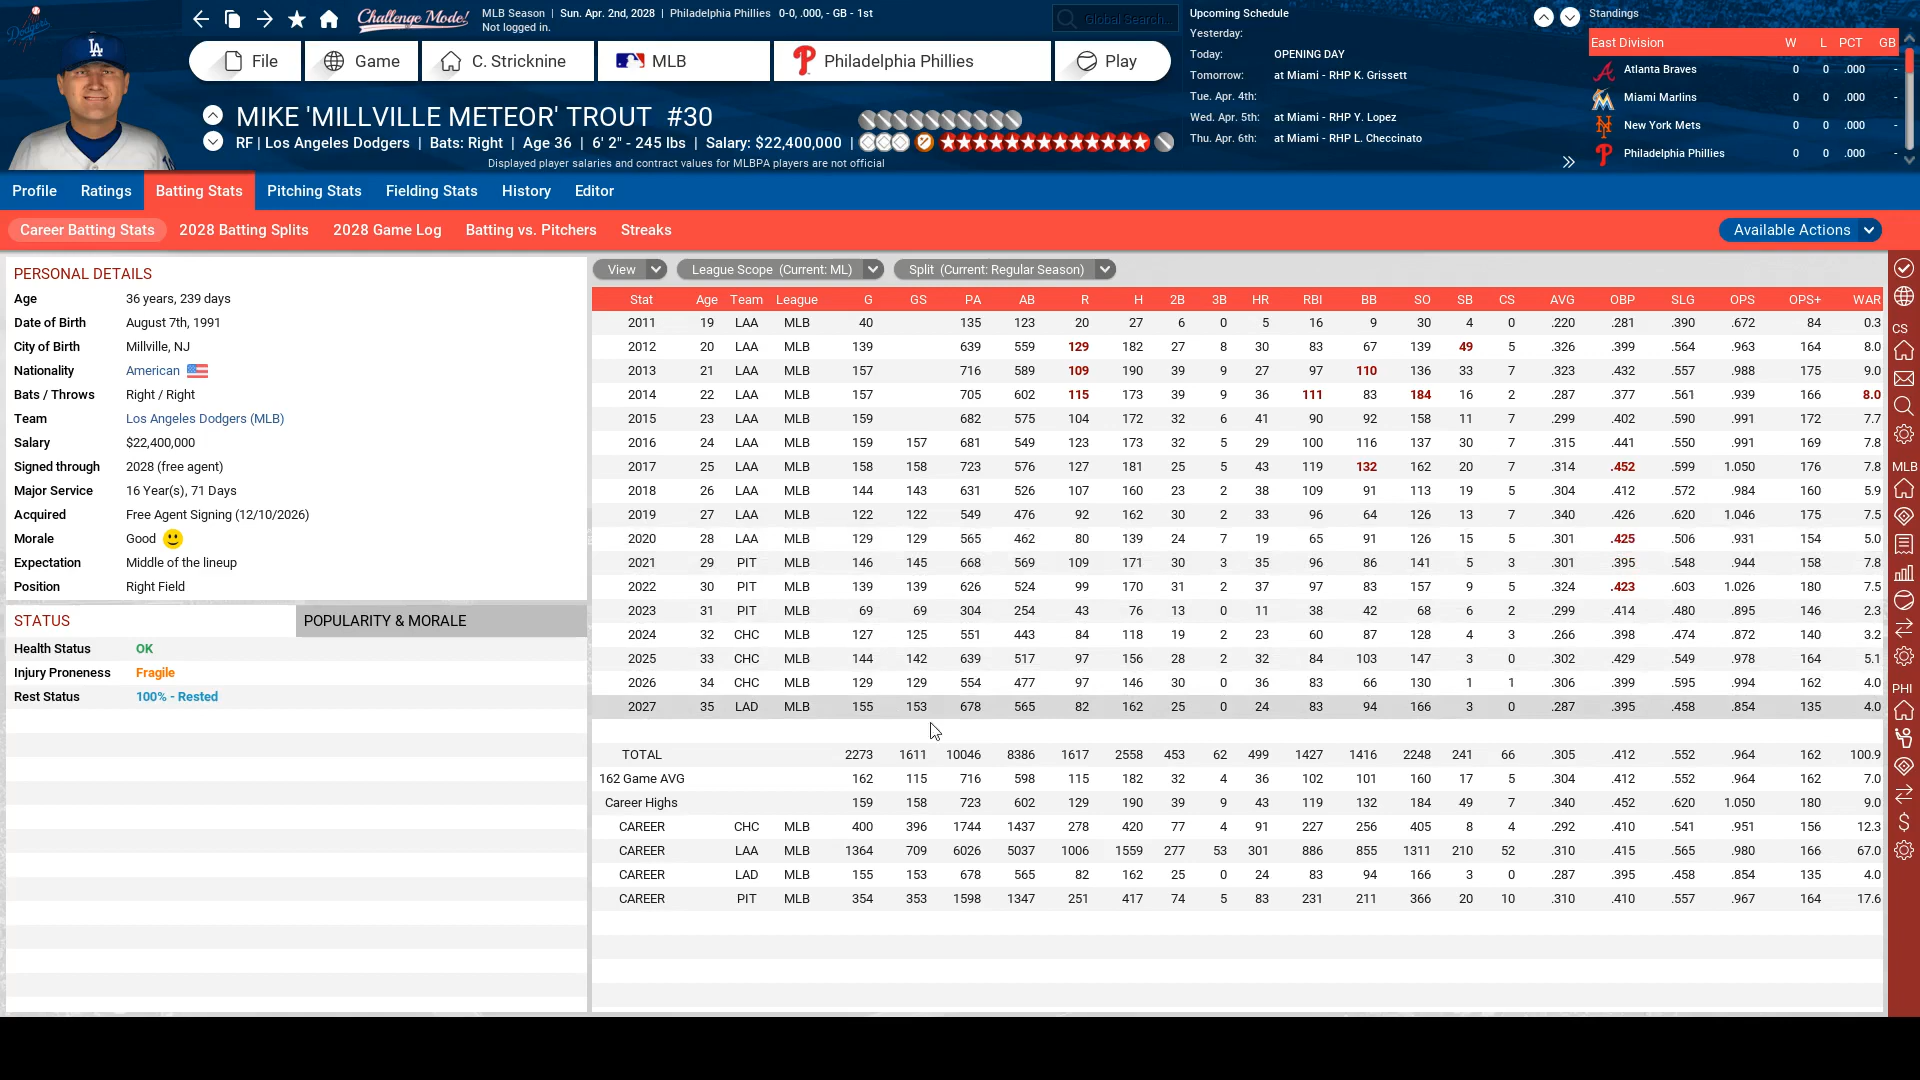 Challenge Mode!
MLB Season | Sun. Apr. 2nd, 2028 | Philadelphia Phillies 0-0, .000, - GB - 1st
Not logged in.
Global Search...
File Game C. Stricknine MLB Philadelphia Phillies Play
MIKE 'MILLVILLE METEOR' TROUT #30
RF | Los Angeles Dodgers | Bats: Right | Age 36 | 6' 2" - 245 lbs | Salary: $22,400,000 |
Displayed player salaries and contract values for MLBPA players are not official
Upcoming Schedule
Yesterday:
Today: OPENING DAY
Tomorrow: at Miami - RHP K. Grissett
Tue. Apr. 4th:
Wed. Apr. 5th: at Miami - RHP Y. Lopez
Thu. Apr. 6th: at Miami - RHP L. Checcinato
Standings
East Division W L PCT GB
Atlanta Braves 0 0 .000 -
Miami Marlins 0 0 .000 -
New York Mets 0 0 .000 -
Philadelphia Phillies 0 0 .000 -
Profile Ratings Batting Stats Pitching Stats Fielding Stats History Editor
Career Batting Stats 2028 Batting Splits 2028 Game Log Batting vs. Pitchers Streaks Available Actions
PERSONAL DETAILS
Age 36 years, 239 days
Date of Birth August 7th, 1991
City of Birth Millville, NJ
Nationality American
Bats / Throws Right / Right
Team Los Angeles Dodgers (MLB)
Salary $22,400,000
Signed through 2028 (free agent)
Major Service 16 Year(s), 71 Days
Acquired Free Agent Signing (12/10/2026)
Morale Good
Expectation Middle of the lineup
Position Right Field
STATUS POPULARITY & MORALE
Health Status OK
Injury Proneness Fragile
Rest Status 100% - Rested
View League Scope (Current: ML) Split (Current: Regular Season)
Stat Age Team League G GS PA AB R H 2B 3B HR RBI BB SO SB CS AVG OBP SLG OPS OPS+ WAR
2011 19 LAA MLB 40 135 123 20 27 6 0 5 16 9 30 4 0 .220 .281 .390 .672 84 0.3
2012 20 LAA MLB 139 639 559 129 182 27 8 30 83 67 139 49 5 .326 .399 .564 .963 164 8.0
2013 21 LAA MLB 157 716 589 109 190 39 9 27 97 110 136 33 7 .323 .432 .557 .988 175 9.0
2014 22 LAA MLB 157 705 602 115 173 39 9 36 111 83 184 16 2 .287 .377 .561 .939 166 8.0
2015 23 LAA MLB 159 682 575 104 172 32 6 41 90 92 158 11 7 .299 .402 .590 .991 172 7.7
2016 24 LAA MLB 159 157 681 549 123 173 32 5 29 100 116 137 30 7 .315 .441 .550 .991 169 7.8
2017 25 LAA MLB 158 158 723 576 127 181 25 5 43 119 132 162 20 7 .314 .452 .599 1.050 176 7.8
2018 26 LAA MLB 144 143 631 526 107 160 23 2 38 109 91 113 19 5 .304 .412 .572 .984 160 5.9
2019 27 LAA MLB 122 122 549 476 92 162 30 2 33 96 64 126 13 7 .340 .426 .620 1.046 175 7.5
2020 28 LAA MLB 129 129 565 462 80 139 24 7 19 65 91 126 15 5 .301 .425 .506 .931 154 5.0
2021 29 PIT MLB 146 145 668 569 109 171 30 3 35 96 86 141 5 3 .301 .395 .548 .944 158 7.8
2022 30 PIT MLB 139 139 626 524 99 170 31 2 37 97 83 157 9 5 .324 .423 .603 1.026 180 7.5
2023 31 PIT MLB 69 69 304 254 43 76 13 0 11 38 42 68 6 2 .299 .414 .480 .895 146 2.3
2024 32 CHC MLB 127 125 551 443 84 118 19 2 23 60 87 128 4 3 .266 .398 .474 .872 140 3.2
2025 33 CHC MLB 144 142 639 517 97 156 28 2 32 84 103 147 3 0 .302 .429 .549 .978 164 5.1
2026 34 CHC MLB 129 129 554 477 97 146 30 0 36 83 66 130 1 1 .306 .399 .595 .994 162 4.0
2027 35 LAD MLB 155 153 678 565 82 162 25 0 24 83 94 166 3 0 .287 .395 .458 .854 135 4.0
TOTAL 2273 1611 10046 8386 1617 2558 453 62 499 1427 1416 2248 241 66 .305 .412 .552 .964 162 100.9
162 Game AVG 162 115 716 598 115 182 32 4 36 102 101 160 17 5 .304 .412 .552 .964 162 7.0
Career Highs 159 158 723 602 129 190 39 9 43 119 132 184 49 7 .340 .452 .620 1.050 180 9.0
CAREER CHC MLB 400 396 1744 1437 278 420 77 4 91 227 256 405 8 4 .292 .410 .541 .951 156 12.3
CAREER LAA MLB 1364 709 6026 5037 1006 1559 277 53 301 886 855 1311 210 52 .310 .415 .565 .980 166 67.0
CAREER LAD MLB 155 153 678 565 82 162 25 0 24 83 94 166 3 0 .287 .395 .458 .854 135 4.0
CAREER PIT MLB 354 353 1598 1347 251 417 74 5 83 231 211 366 20 10 .310 .410 .557 .967 164 17.6
CS
MLB
PHI
$